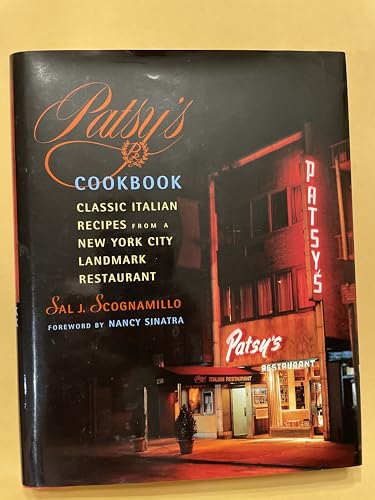 Patsy's
COOKBOOK
CLASSIC ITALIAN
RECIPES FROM A
NEW YORK CITY
LANDMARK
RESTAURANT
SAL J. SCOGNAMILLO
FOREWORD BY NANCY SINATRA
PATSY'S
Patsy's
RESTAURANT
ITALIAN RESTAURANT